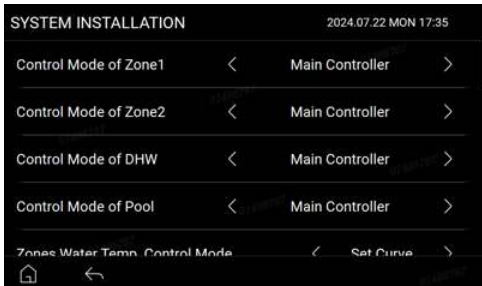 SYSTEM INSTALLATION 2024.07.22 MON 17:35
Control Mode of Zone1 Main Controller
Control Mode of Zone2 Main Controller
Control Mode of DHW Main Controller
Control Mode of Pool Main Controller
Zones Water Temp. Control Mode Set Curve